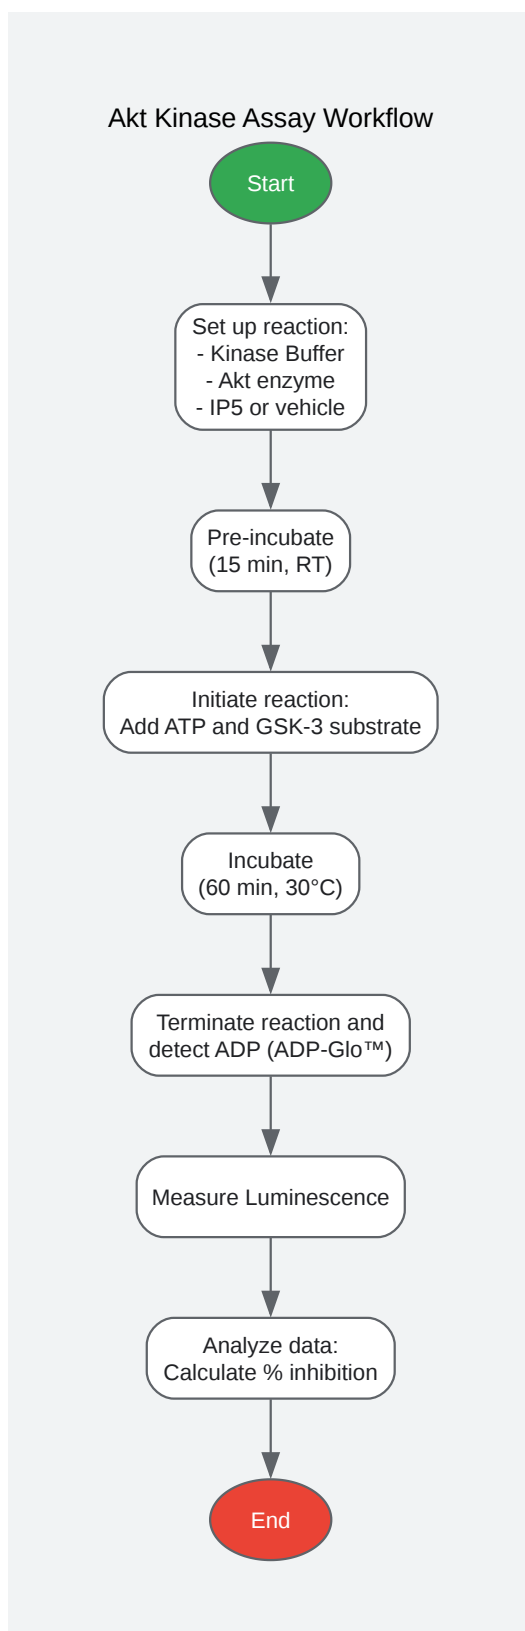 Akt Kinase Assay Workflow
Start
Set up reaction:
- Kinase Buffer
- Akt enzyme
- IP5 or vehicle
Pre-incubate
(15 min, RT)
Initiate reaction:
Add ATP and GSK-3 substrate
Incubate
(60 min, 30°C)
Terminate reaction and
detect ADP (ADP-Glo™)
Measure Luminescence
Analyze data:
Calculate % inhibition
End